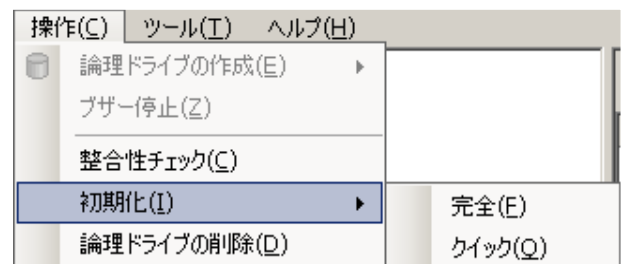 操作(C) ツール(T) ヘルプ(H)
論理ドライブの作成(E)
ブザー停止(Z)
整合性チェック(C)
初期化(I)
完全(F)
論理ドライブの削除(D)
クイック(Q)